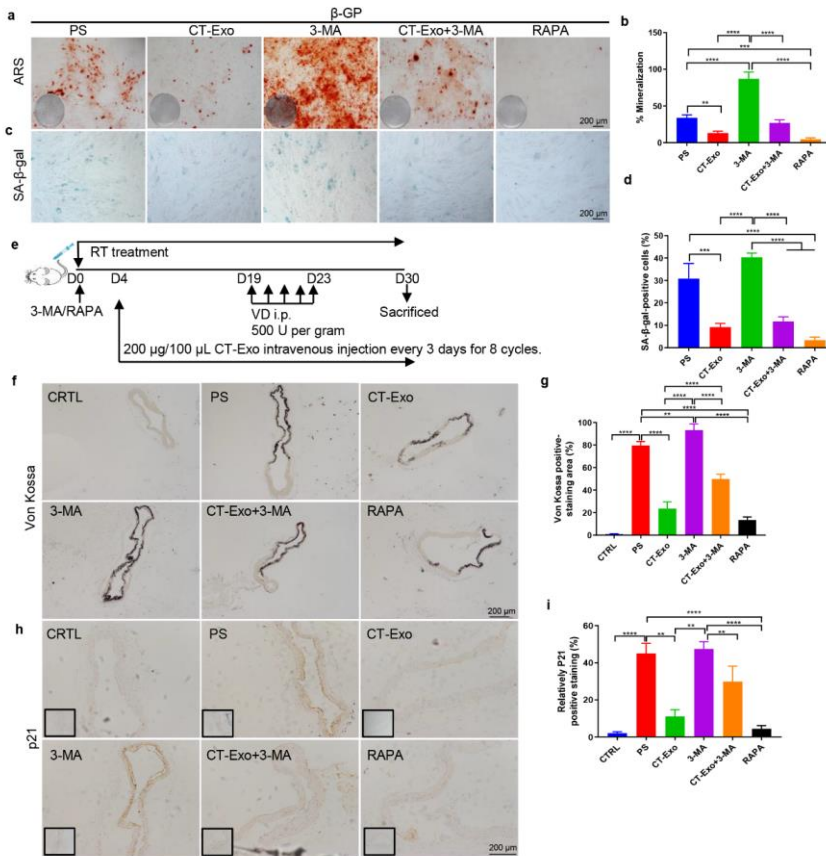 β-GP
a
PS
CT-Exo
3-MA
CT-Exo+3-MA
RAPA
ARS
200 μm
b
% Mineralization
150
100
50
0
**
****
****
***
****
****
PS
CT-Exo
3-MA
CT-Exo+3-MA
RAPA
c
SA-β-gal
200 μm
d
SA-β-gal-positive cells (%)
50
40
30
20
10
0
***
****
****
****
****
PS
CT-Exo
3-MA
CT-Exo+3-MA
RAPA
e
RT treatment
D0
D4
D19
D23
D30
3-MA/RAPA
VD i.p.
500 U per gram
Sacrificed
200 μg/100 μL CT-Exo intravenous injection every 3 days for 8 cycles.
f
Von Kossa
CRTL
PS
CT-Exo
3-MA
CT-Exo+3-MA
RAPA
200 μm
g
Von Kossa positive-
staining area (%)
100
80
60
40
20
0
****
****
**
****
****
****
****
****
CTRL
PS
CT-Exo
3-MA
CT-Exo+3-MA
RAPA
h
p21
CRTL
PS
CT-Exo
3-MA
CT-Exo+3-MA
RAPA
200 μm
i
Relatively P21
positive staining (%)
60
40
20
0
****
**
**
**
****
****
CTRL
PS
CT-Exo
3-MA
CT-Exo+3-MA
RAPA